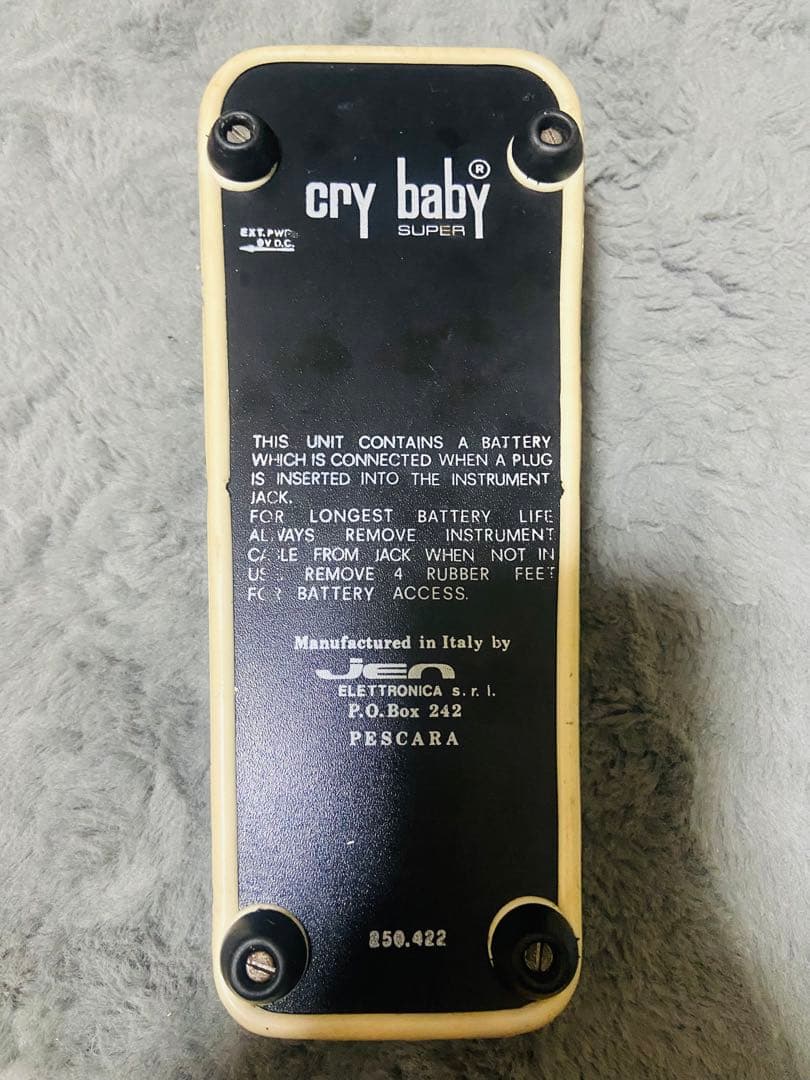 cry baby®
SUPER
EXT. PWR
9V D.C.
THIS UNIT CONTAINS A BATTERY
WHICH IS CONNECTED WHEN A PLUG
IS INSERTED INTO THE INSTRUMENT
JACK.
FOR LONGEST BATTERY LIFE
ALWAYS REMOVE INSTRUMENT
CABLE FROM JACK WHEN NOT IN
USE. REMOVE 4 RUBBER FEET
FOR BATTERY ACCESS.
Manufactured in Italy by
Jen
ELETTRONICA s.r.l.
P.O.Box 242
PESCARA
850.422